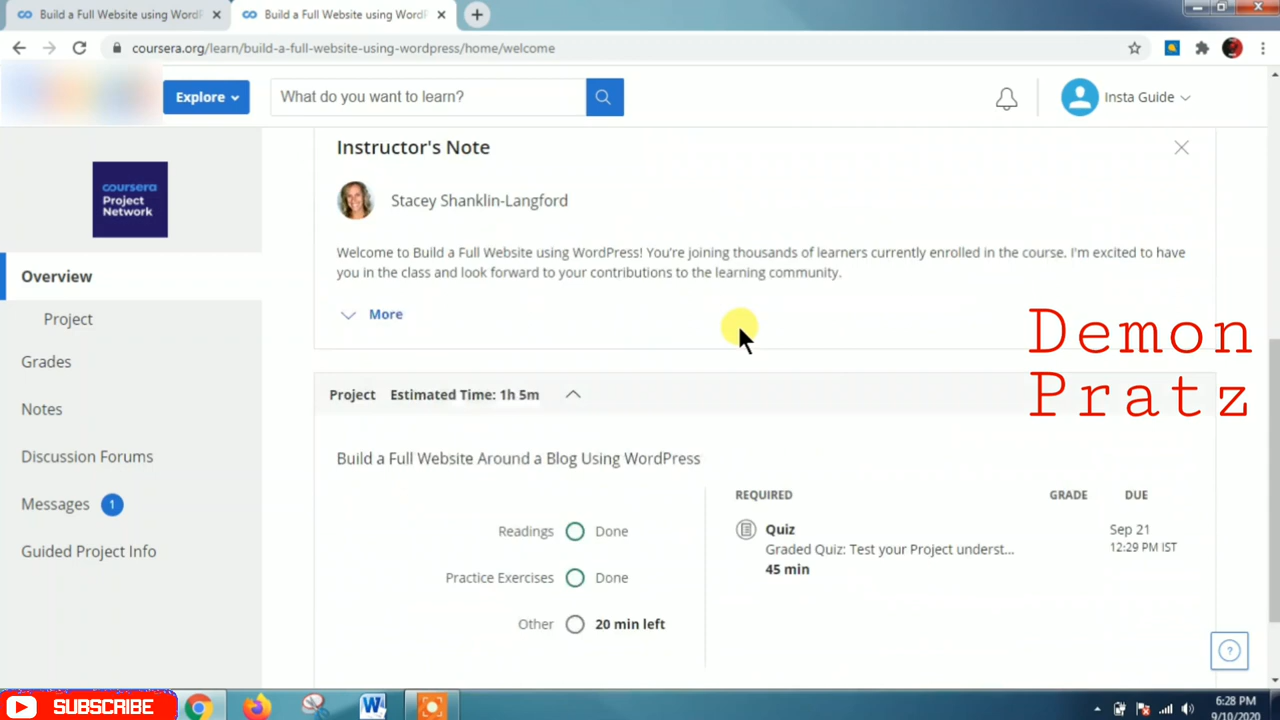 Build a Full Website using WordP
Build a Full Website using WordP
coursera.org/learn/build-a-full-website-using-wordpress/home/welcome
Explore
What do you want to learn?
Insta Guide
coursera
Project
Network
Instructor's Note
Stacey Shanklin-Langford
Welcome to Build a Full Website using WordPress! You're joining thousands of learners currently enrolled in the course. I'm excited to have
you in the class and look forward to your contributions to the learning community.
More
Overview
Project
Grades
Notes
Discussion Forums
Messages 1
Guided Project Info
Demon
Pratz
Project Estimated Time: 1h 5m
Build a Full Website Around a Blog Using WordPress
Readings Done
Practice Exercises Done
Other 20 min left
REQUIRED GRADE DUE
Quiz Sep 21
Graded Quiz: Test your Project underst... 12:29 PM IST
45 min
?
SUBSCRIBE
W
6:28 PM
9/10/2020